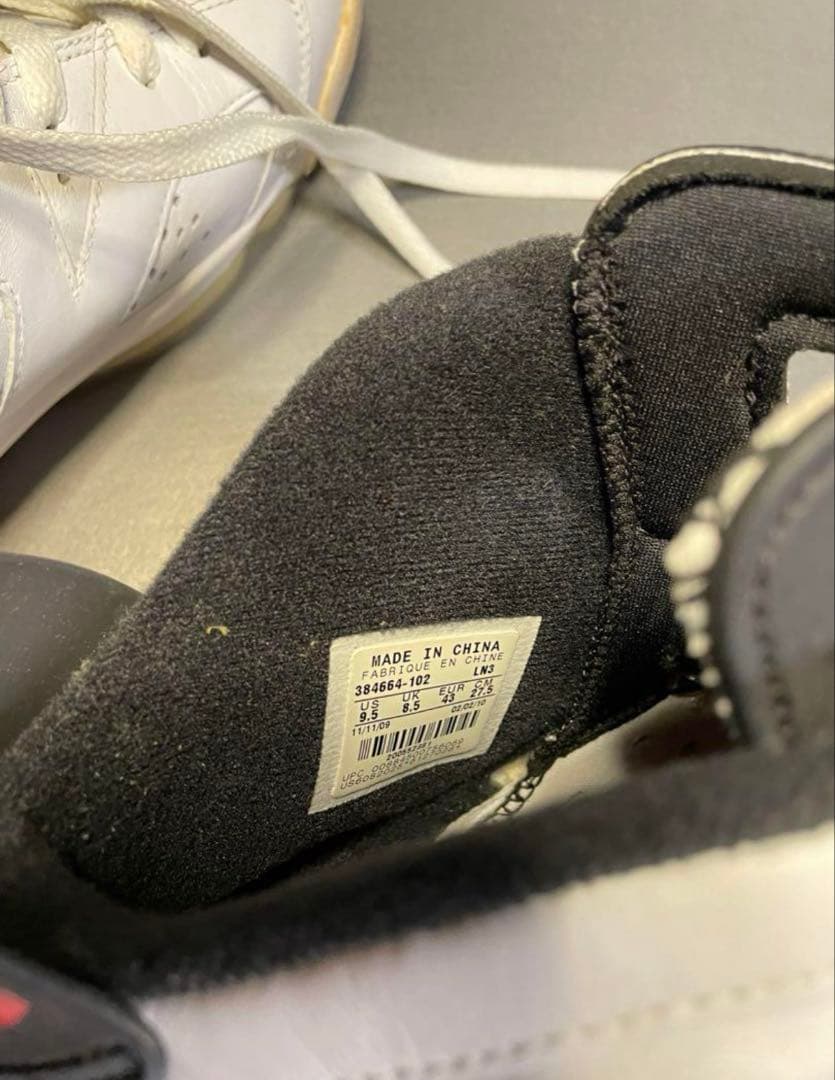 MADE IN CHINA
FABRIQUE EN CHINE
384664-102 LN3
US UK EUR CM
9.5 8.5 43 27.5
11/11/09 02/02/10
UPC